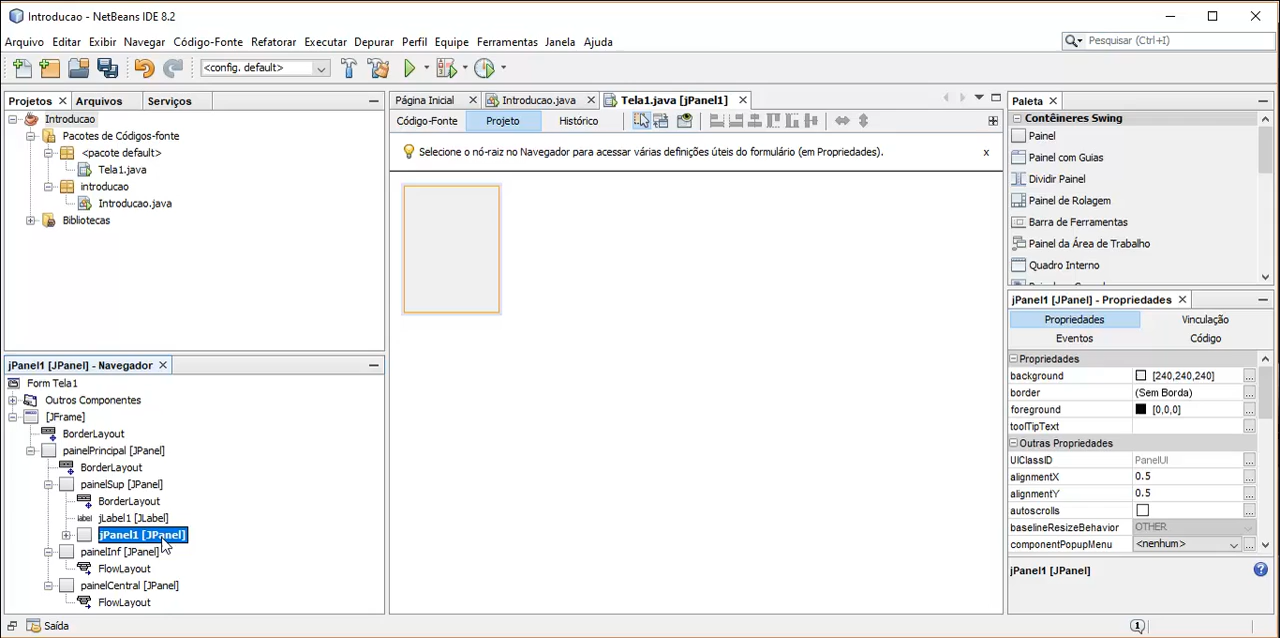 Introducao - NetBeans IDE 8.2
Arquivo Editar Exibir Navegar Código-Fonte Refatorar Executar Depurar Perfil Equipe Ferramentas Janela Ajuda
Pesquisar (Ctrl+I)
<config. default>
Projetos Arquivos Serviços
Introducao
Pacotes de Códigos-fonte
<pacote default>
Tela1.java
introducao
Introducao.java
Bibliotecas
jPanel1 [JPanel] - Navegador
Form Tela1
Outros Componentes
[JFrame]
BorderLayout
painelPrincipal [JPanel]
BorderLayout
painelSup [JPanel]
BorderLayout
label jLabel1 [JLabel]
jPanel1 [JPanel]
painelInf [JPanel]
FlowLayout
painelCentral [JPanel]
FlowLayout
Página Inicial Introducao.java Tela1.java [jPanel1]
Código-Fonte Projeto Histórico
Selecione o nó-raiz no Navegador para acessar várias definições úteis do formulário (em Propriedades). x
Paleta
Contêineres Swing
Painel
Painel com Guias
Dividir Painel
Painel de Rolagem
Barra de Ferramentas
Painel da Área de Trabalho
Quadro Interno
jPanel1 [JPanel] - Propriedades
Propriedades Vinculação
Eventos Código
Propriedades
background [240,240,240] ...
border (Sem Borda) ...
foreground [0,0,0] ...
toolTipText ...
Outras Propriedades
UIClassID PanelUI ...
alignmentX 0.5 ...
alignmentY 0.5 ...
autoscrolls ...
baselineResizeBehavior OTHER ...
componentPopupMenu <nenhum> ...
jPanel1 [JPanel] ?
Saída 1